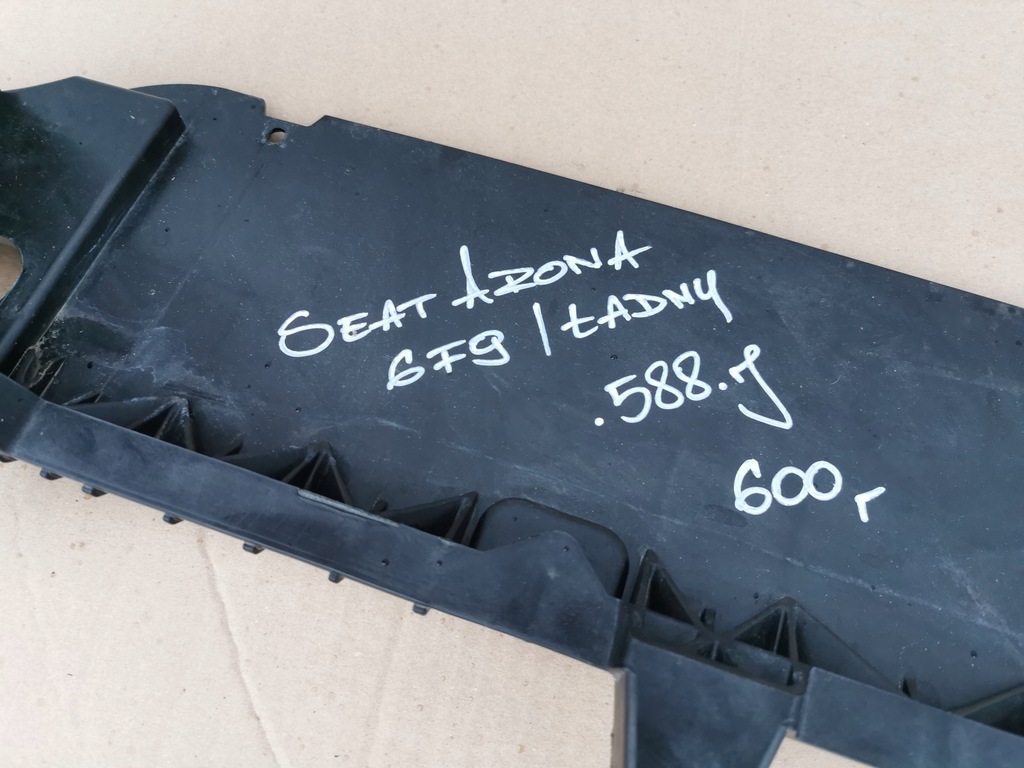 SEAT ARONA
6F9 / ŁADNY
.588.J
600,-